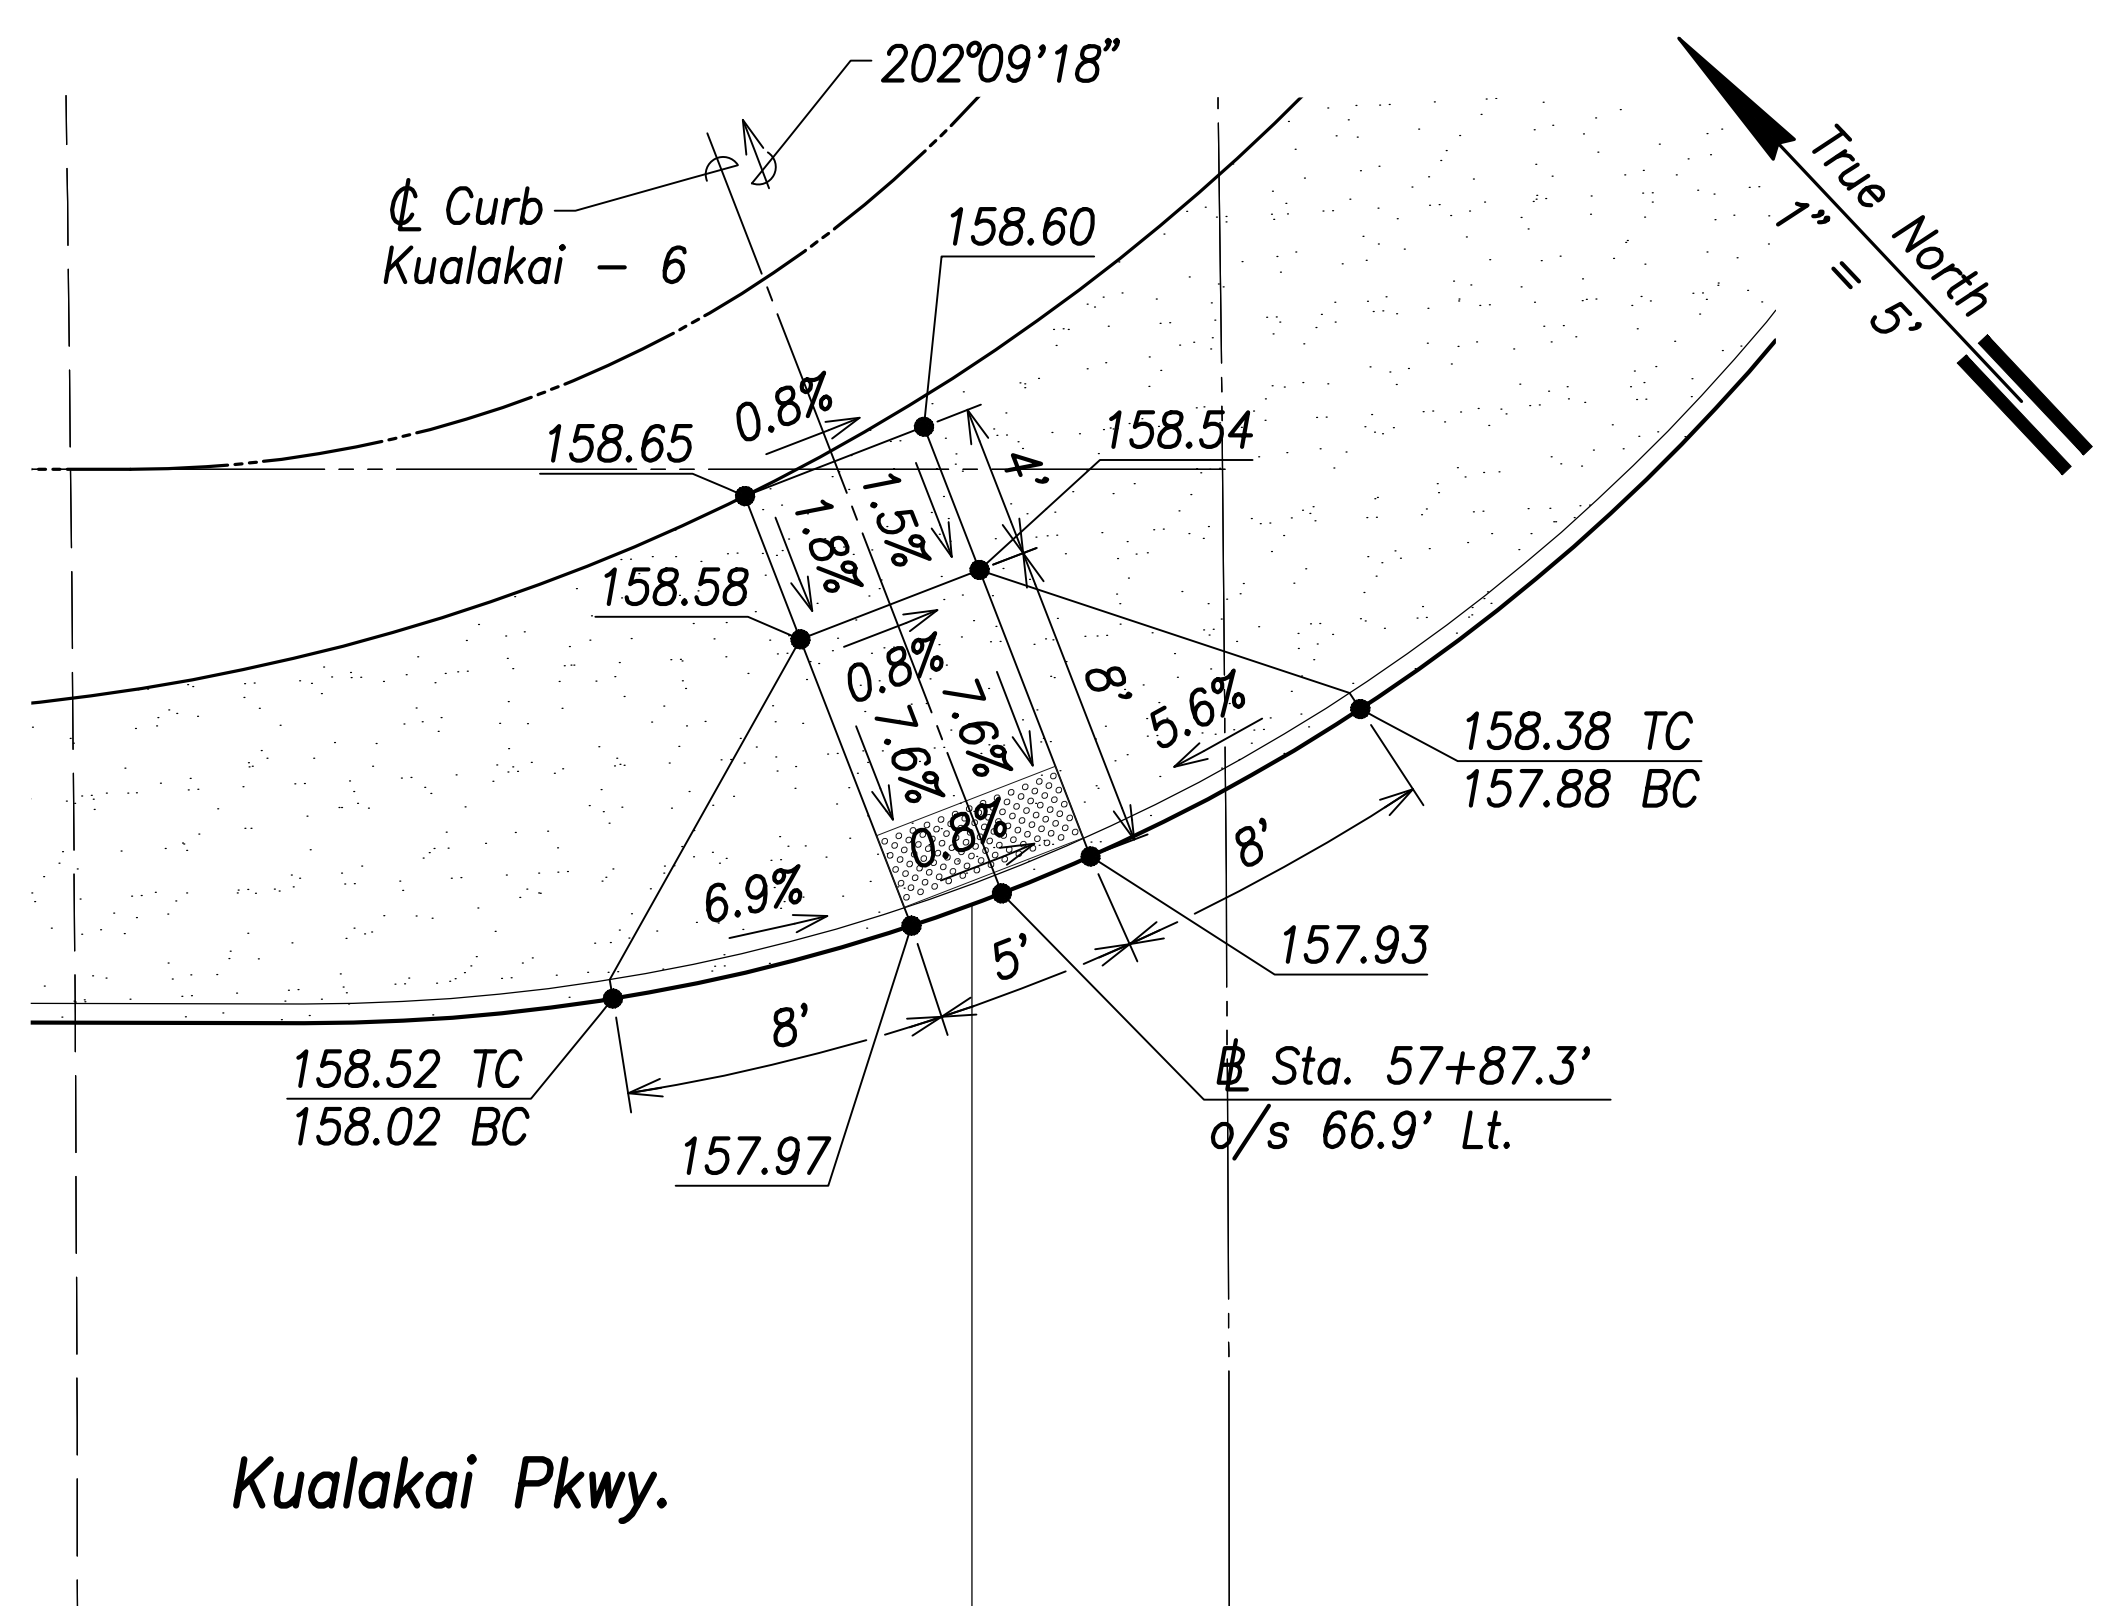 202°09'18"
℄ Curb
Kualakai - 6
True North
1" = 5'
158.60
0.8%
158.65
158.54
4'
1.5%
1.8%
158.58
0.8%
8'
7.6%
7.6%
5.6%
158.38 TC
157.88 BC
0.8%
8'
6.9%
157.93
5'
8'
158.52 TC
158.02 BC
BL Sta. 57+87.3'
o/s 66.9' Lt.
157.97
Kualakai Pkwy.